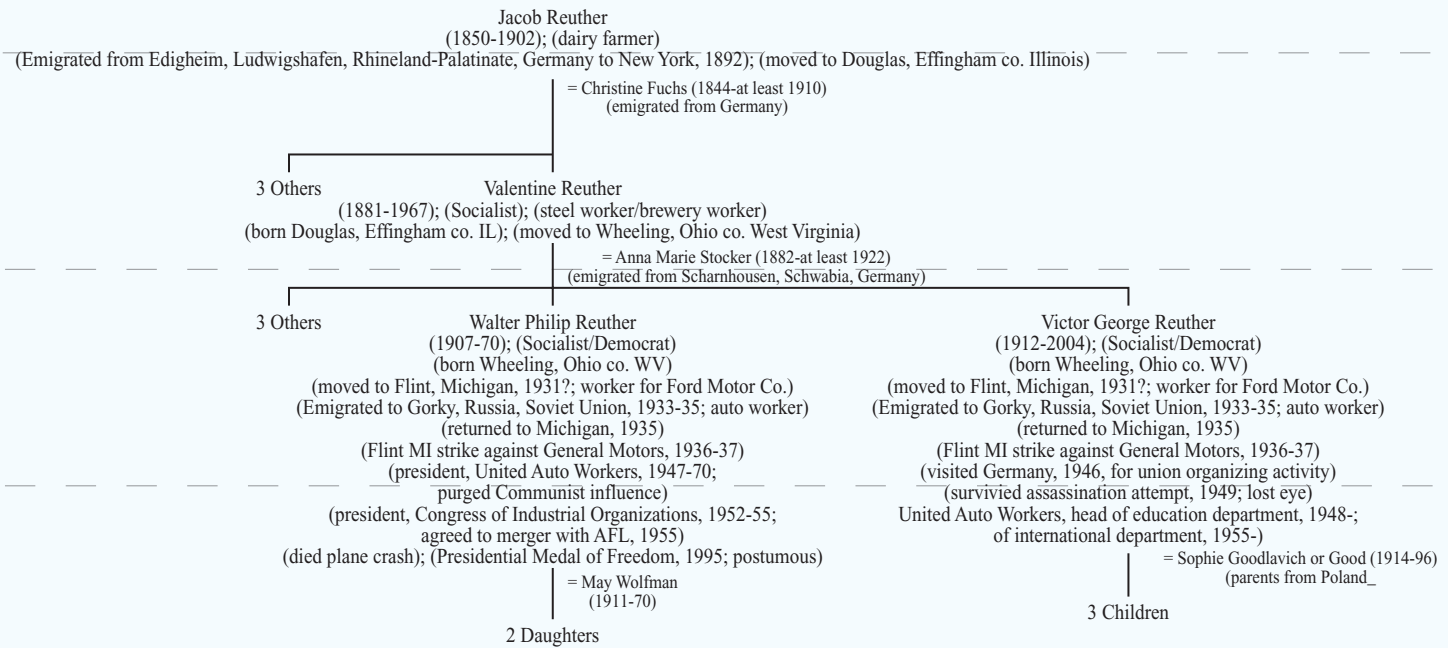 Jacob Reuther
(1850-1902); (dairy farmer)
(Emigrated from Edigheim, Ludwigshafen, Rhineland-Palatinate, Germany to New York, 1892); (moved to Douglas, Effingham co. Illinois)
= Christine Fuchs (1844-at least 1910)
(emigrated from Germany)
3 Others
Valentine Reuther
(1881-1967); (Socialist); (steel worker/brewery worker)
(born Douglas, Effingham co. IL); (moved to Wheeling, Ohio co. West Virginia)
= Anna Marie Stocker (1882-at least 1922)
(emigrated from Scharnhousen, Schwabia, Germany)
3 Others
Walter Philip Reuther
(1907-70); (Socialist/Democrat)
(born Wheeling, Ohio co. WV)
(moved to Flint, Michigan, 1931?; worker for Ford Motor Co.)
(Emigrated to Gorky, Russia, Soviet Union, 1933-35; auto worker)
(returned to Michigan, 1935)
(Flint MI strike against General Motors, 1936-37)
(president, United Auto Workers, 1947-70;
purged Communist influence)
(president, Congress of Industrial Organizations, 1952-55;
agreed to merger with AFL, 1955)
(died plane crash); (Presidential Medal of Freedom, 1995; postumous)
= May Wolfman
(1911-70)
2 Daughters
Victor George Reuther
(1912-2004); (Socialist/Democrat)
(born Wheeling, Ohio co. WV)
(moved to Flint, Michigan, 1931?; worker for Ford Motor Co.)
(Emigrated to Gorky, Russia, Soviet Union, 1933-35; auto worker)
(returned to Michigan, 1935)
(Flint MI strike against General Motors, 1936-37)
(visited Germany, 1946, for union organizing activity)
(survivied assassination attempt, 1949; lost eye)
United Auto Workers, head of education department, 1948-;
of international department, 1955-)
= Sophie Goodlavich or Good (1914-96)
(parents from Poland_
3 Children